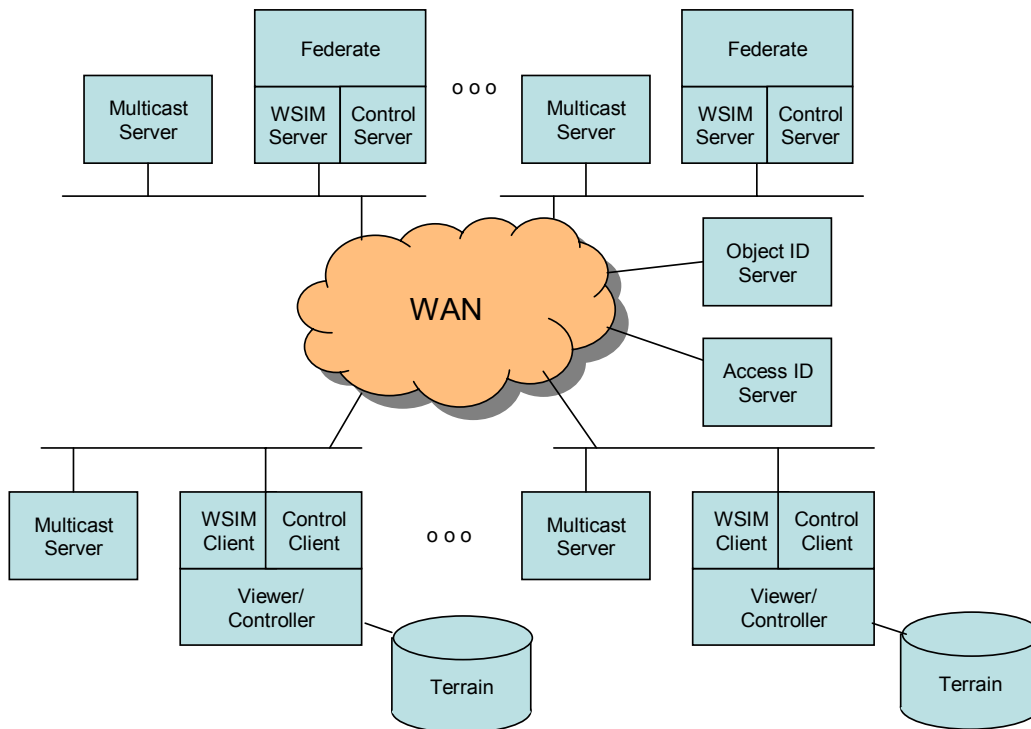 Federate
Multicast
Server
WSIM
Server
Control
Server
o o o
Multicast
Server
Federate
WSIM
Server
Control
Server
WAN
Object ID
Server
Access ID
Server
Multicast
Server
WSIM
Client
Control
Client
Viewer/
Controller
Terrain
o o o
Multicast
Server
WSIM
Client
Control
Client
Viewer/
Controller
Terrain